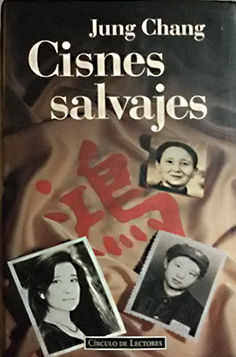 Jung Chang
Cisnes
salvajes
鴻
CÍRCULO DE LECTORES